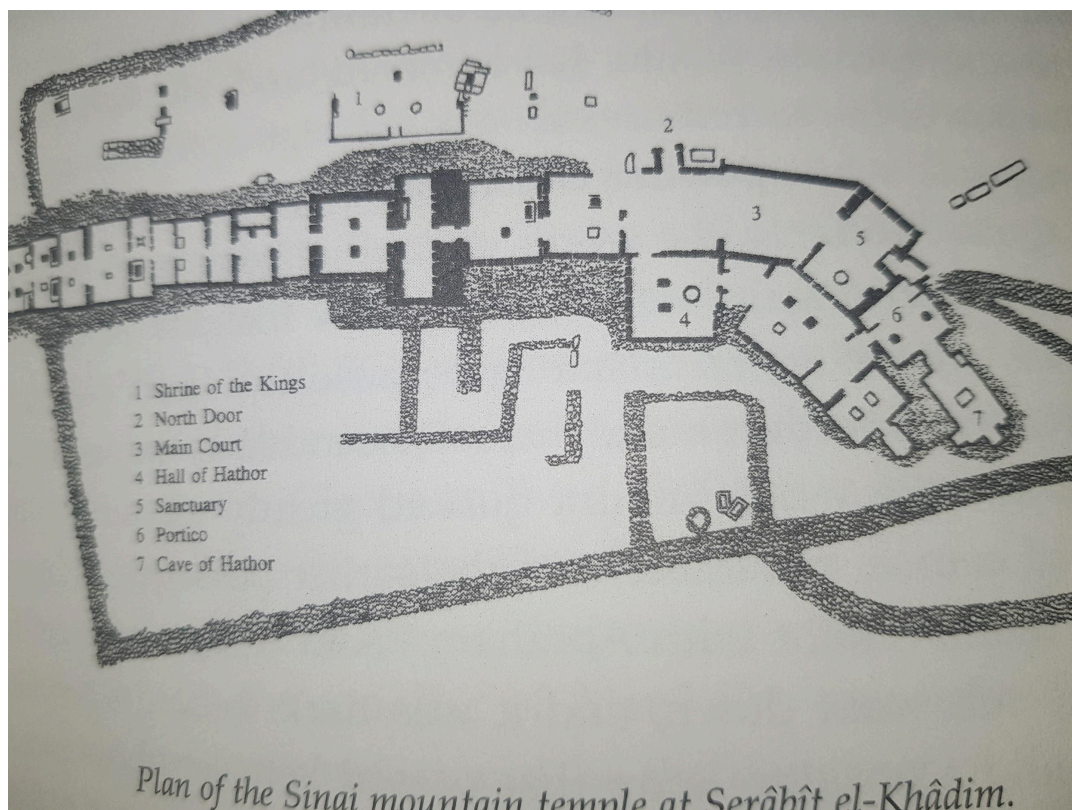 1
2
3
5
6
4
7
1 Shrine of the Kings
2 North Door
3 Main Court
4 Hall of Hathor
5 Sanctuary
6 Portico
7 Cave of Hathor
Plan of the Sinai mountain temple at Serâbît el-Khâdim.